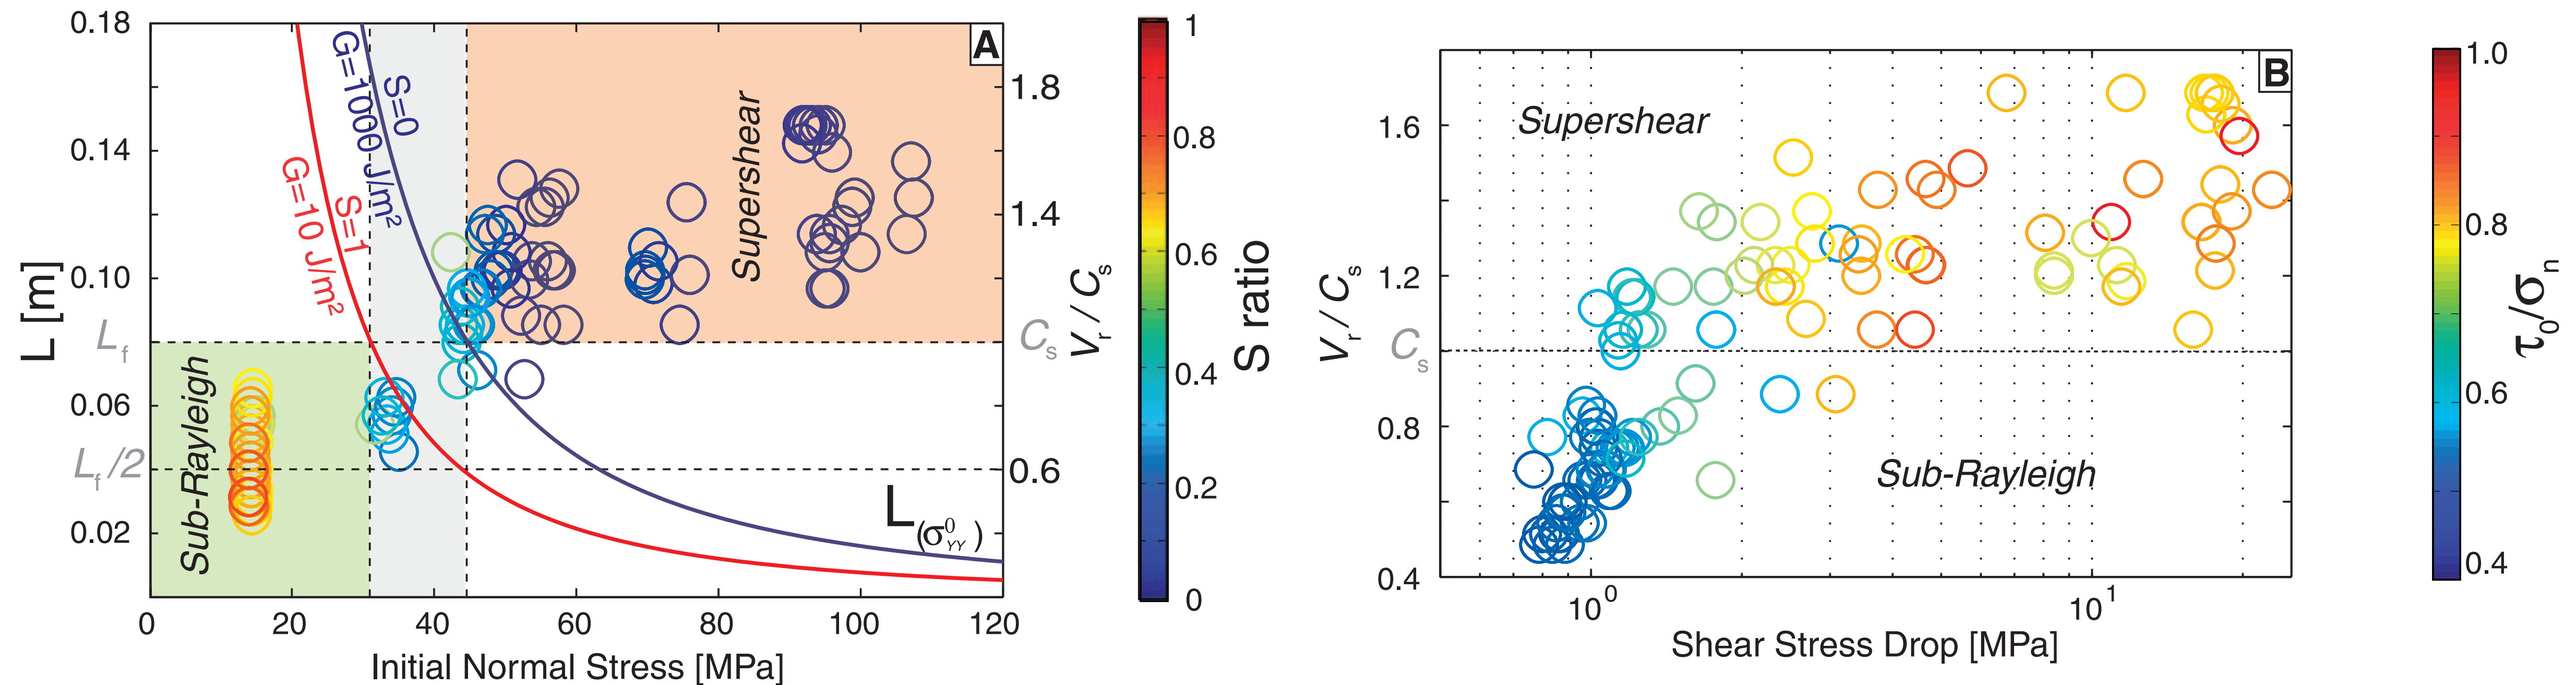 A
0.18
0.14
0.10
L_f
0.06
L_f/2
0.02
L [m]
0
20
40
60
80
100
120
Initial Normal Stress [MPa]
G=1000 J/m²
S=0
G=10 J/m²
S=1
Supershear
Sub-Rayleigh
L(σ⁰_YY)
1.8
1.4
C_s
0.6
V_r / C_s
1
0.8
0.6
0.4
0.2
0
S ratio
B
1.6
1.2
C_s
0.8
0.4
V_r / C_s
Supershear
Sub-Rayleigh
10⁰
10¹
Shear Stress Drop [MPa]
1.0
0.8
0.6
0.4
τ₀/σ_n